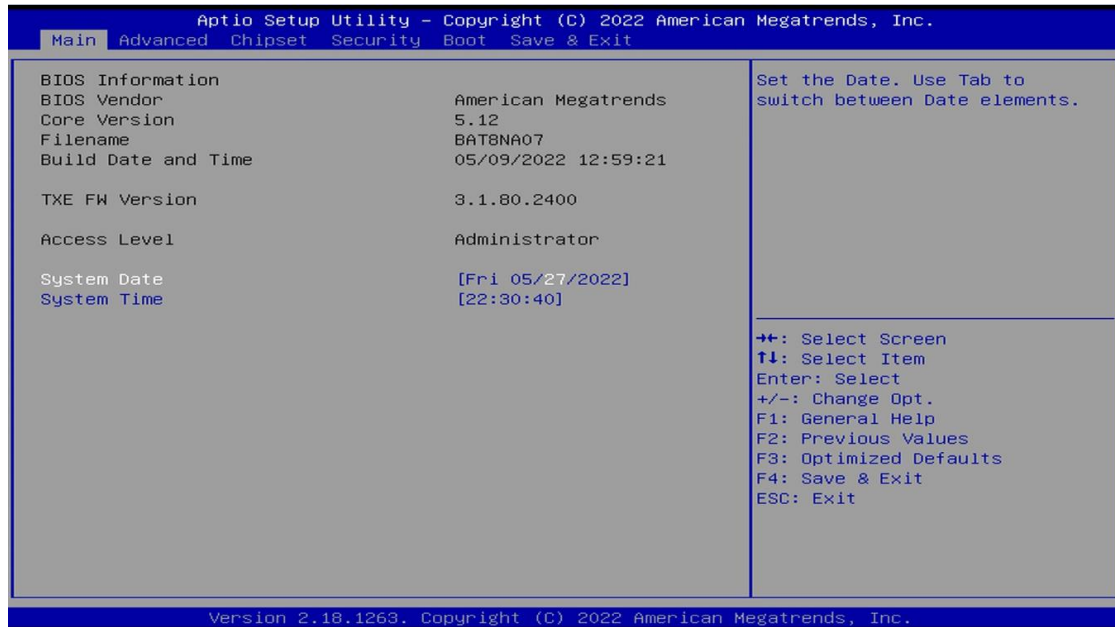 Aptio Setup Utility – Copyright (C) 2022 American Megatrends, Inc.
Main Advanced Chipset Security Boot Save & Exit
BIOS Information
BIOS Vendor American Megatrends
Core Version 5.12
Filename BAT8NA07
Build Date and Time 05/09/2022 12:59:21
TXE FW Version 3.1.80.2400
Access Level Administrator
System Date [Fri 05/27/2022]
System Time [22:30:40]
Set the Date. Use Tab to
switch between Date elements.
→←: Select Screen
↑↓: Select Item
Enter: Select
+/-: Change Opt.
F1: General Help
F2: Previous Values
F3: Optimized Defaults
F4: Save & Exit
ESC: Exit
Version 2.18.1263. Copyright (C) 2022 American Megatrends, Inc.